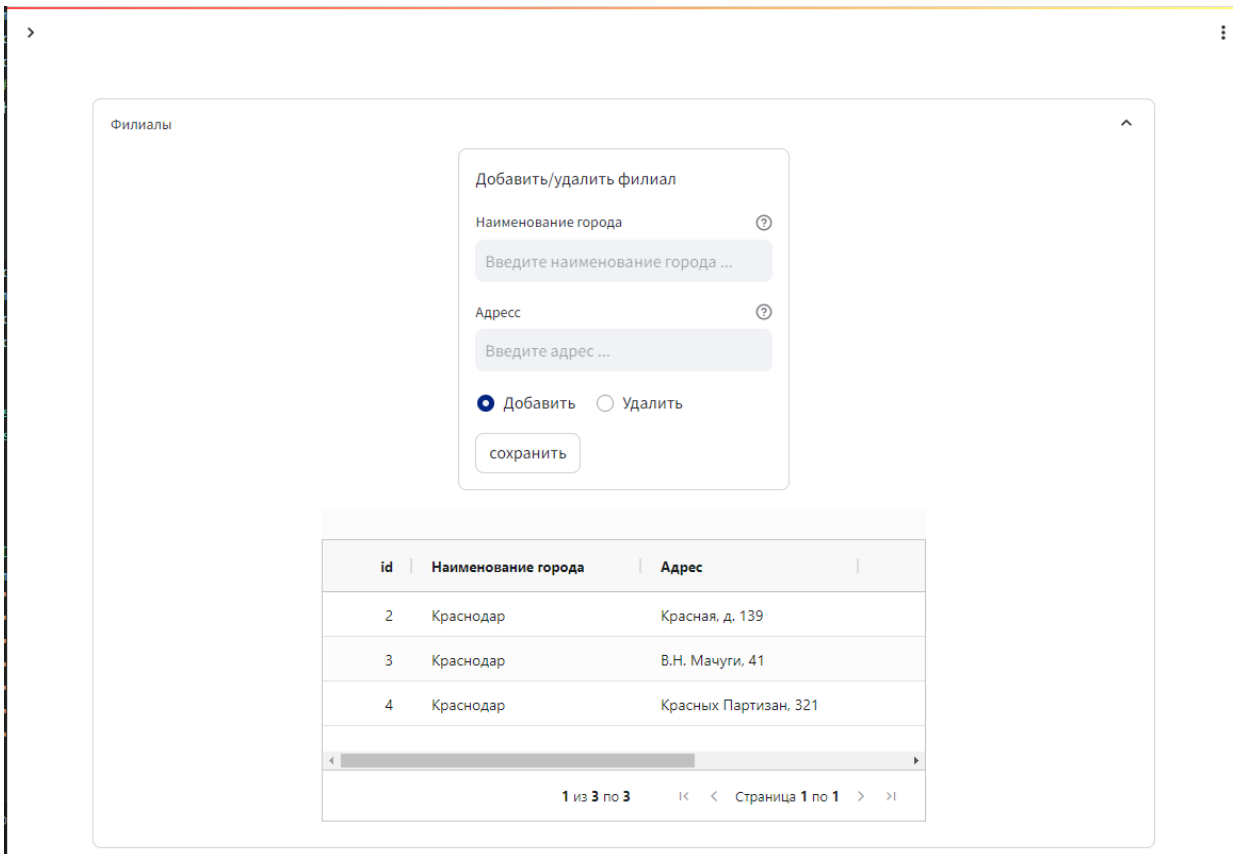 Филиалы
Добавить/удалить филиал
Наименование города
Введите наименование города ...
Адресс
Введите адрес ...
Добавить Удалить
сохранить
id Наименование города Адрес
2 Краснодар Красная, д. 139
3 Краснодар В.Н. Мачуги, 41
4 Краснодар Красных Партизан, 321
1 из 3 по 3 Страница 1 по 1